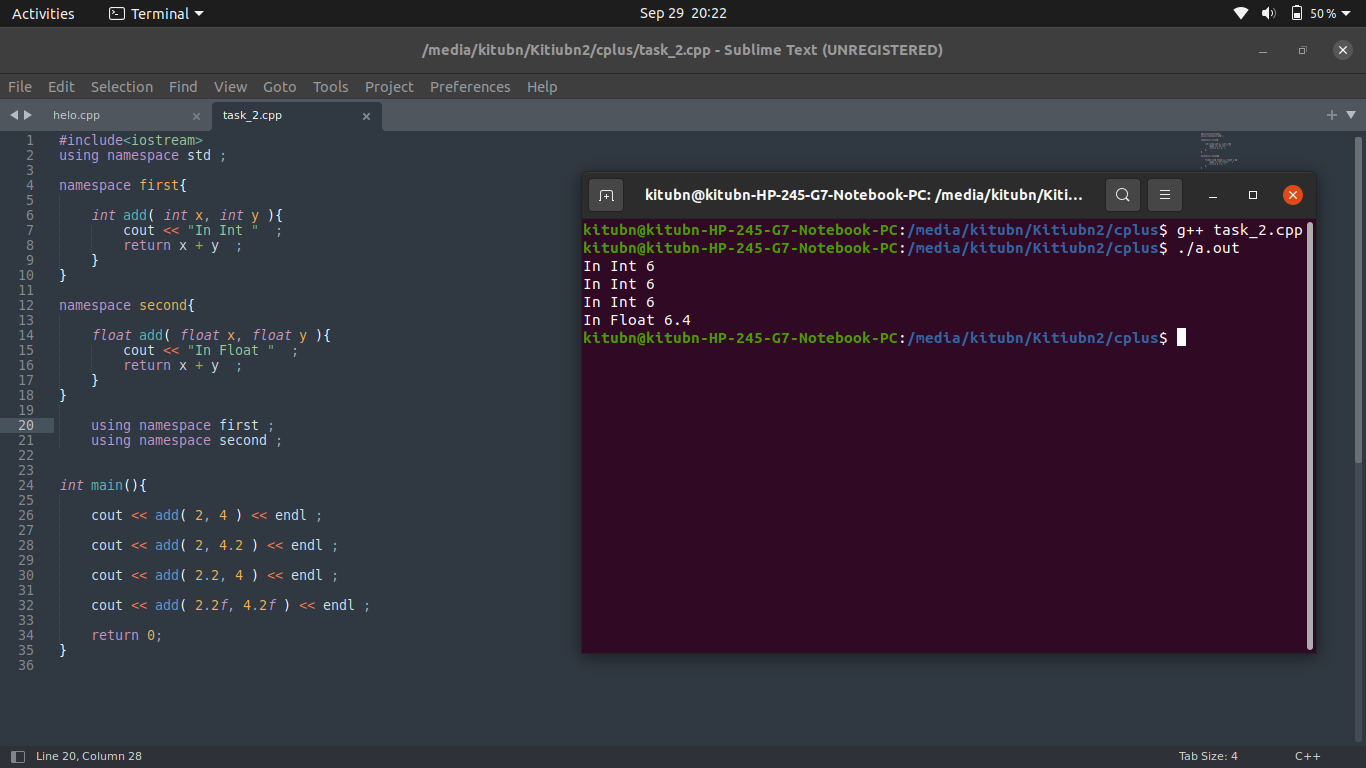 Activities Terminal Sep 29 20:22 50 %
/media/kitubn/Kitiubn2/cplus/task_2.cpp - Sublime Text (UNREGISTERED)
File Edit Selection Find View Goto Tools Project Preferences Help
helo.cpp task_2.cpp
1 #include<iostream>
2 using namespace std ;
3
4 namespace first{
5
6 int add( int x, int y ){
7 cout << "In Int " ;
8 return x + y ;
9 }
10 }
11
12 namespace second{
13
14 float add( float x, float y ){
15 cout << "In Float " ;
16 return x + y ;
17 }
18 }
19
20 using namespace first ;
21 using namespace second ;
22
23
24 int main(){
25
26 cout << add( 2, 4 ) << endl ;
27
28 cout << add( 2, 4.2 ) << endl ;
29
30 cout << add( 2.2, 4 ) << endl ;
31
32 cout << add( 2.2f, 4.2f ) << endl ;
33
34 return 0;
35 }
36
kitubn@kitubn-HP-245-G7-Notebook-PC: /media/kitubn/Kiti...
kitubn@kitubn-HP-245-G7-Notebook-PC:/media/kitubn/Kitiubn2/cplus$ g++ task_2.cpp
kitubn@kitubn-HP-245-G7-Notebook-PC:/media/kitubn/Kitiubn2/cplus$ ./a.out
In Int 6
In Int 6
In Int 6
In Float 6.4
kitubn@kitubn-HP-245-G7-Notebook-PC:/media/kitubn/Kitiubn2/cplus$
Line 20, Column 28 Tab Size: 4 C++